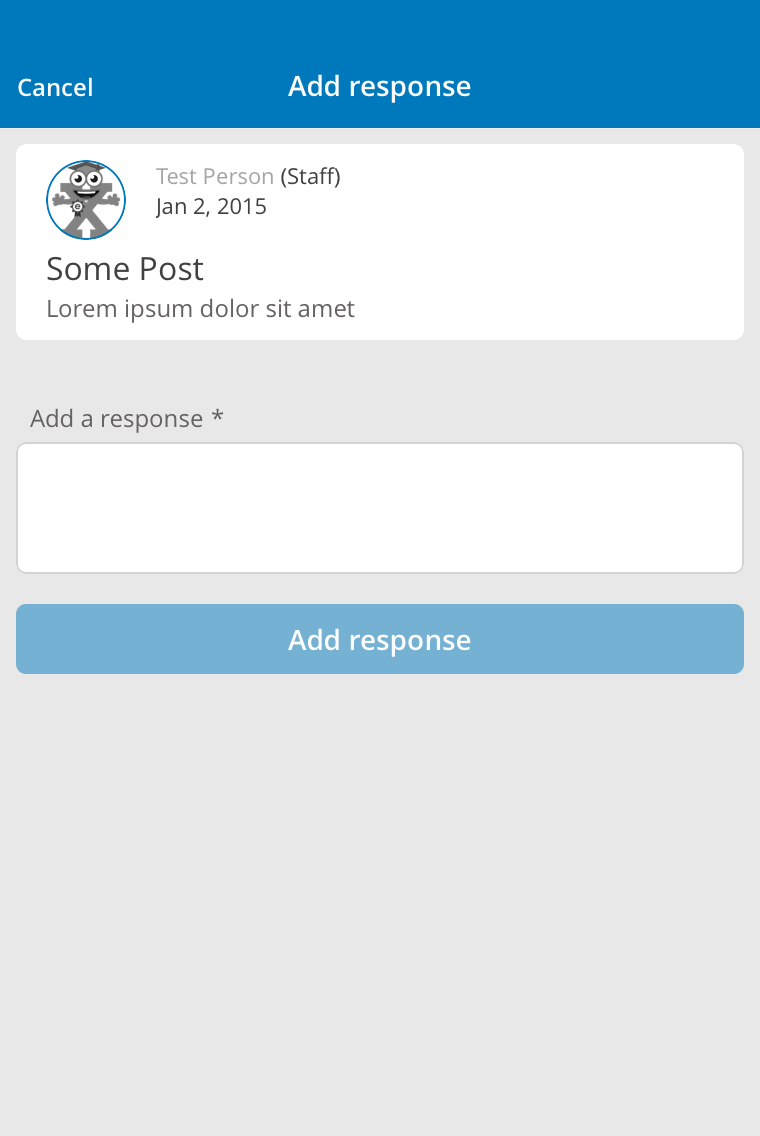 Cancel
Add response
Test Person (Staff)
Jan 2, 2015
Some Post
Lorem ipsum dolor sit amet
Add a response *
Add response